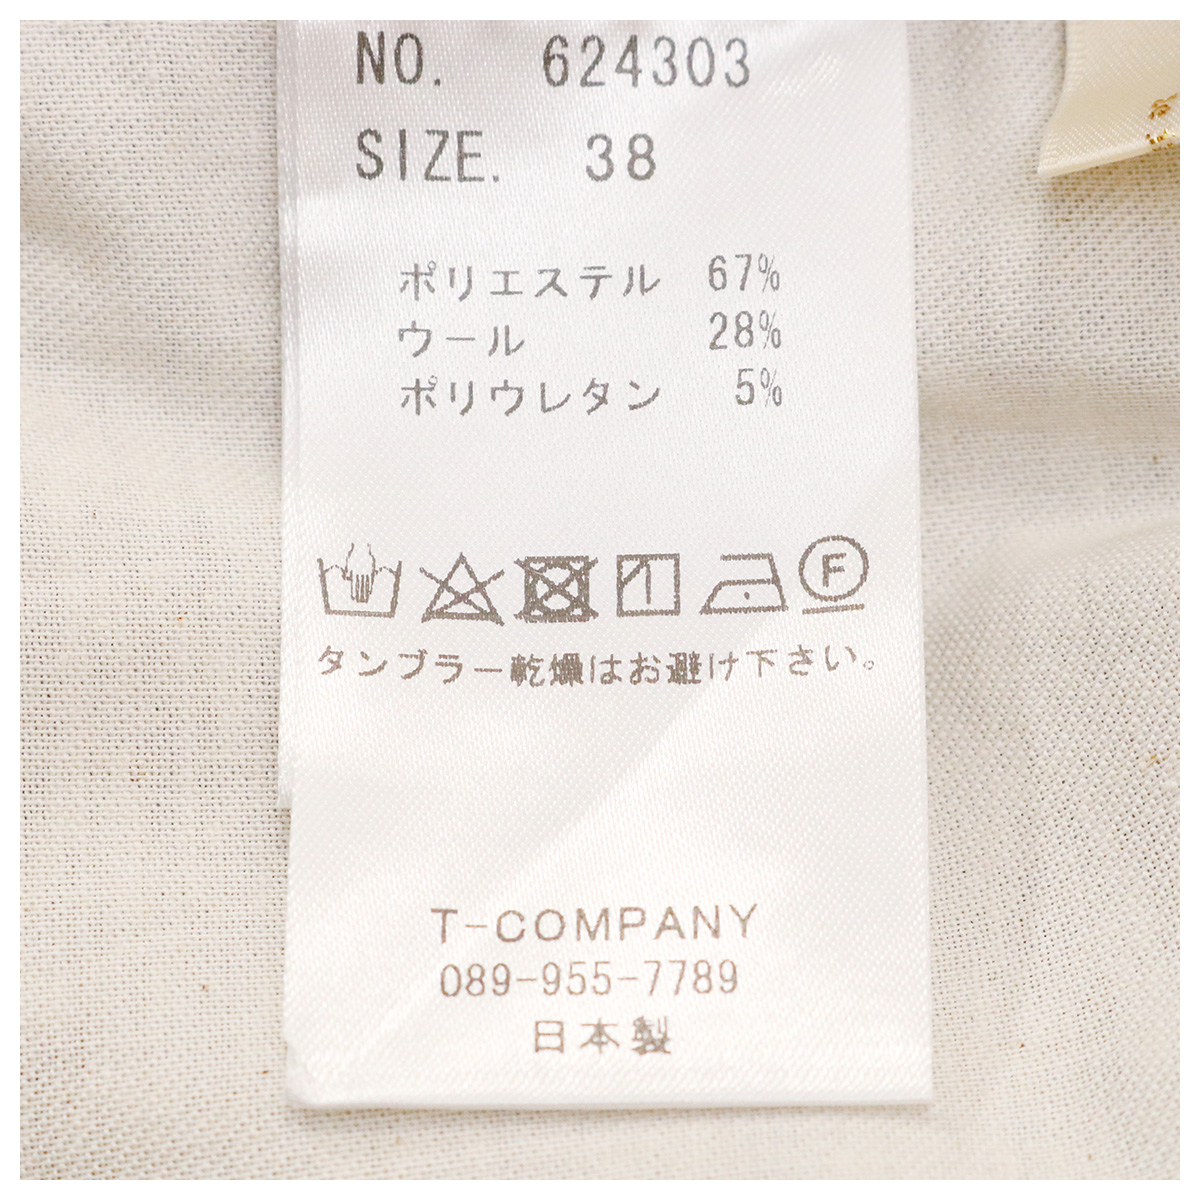 NO. 624303
SIZE. 38
ポリエステル 67%
ウール 28%
ポリウレタン 5%
F
タンブラー乾燥はお避け下さい。
T-COMPANY
089-955-7789
日本製